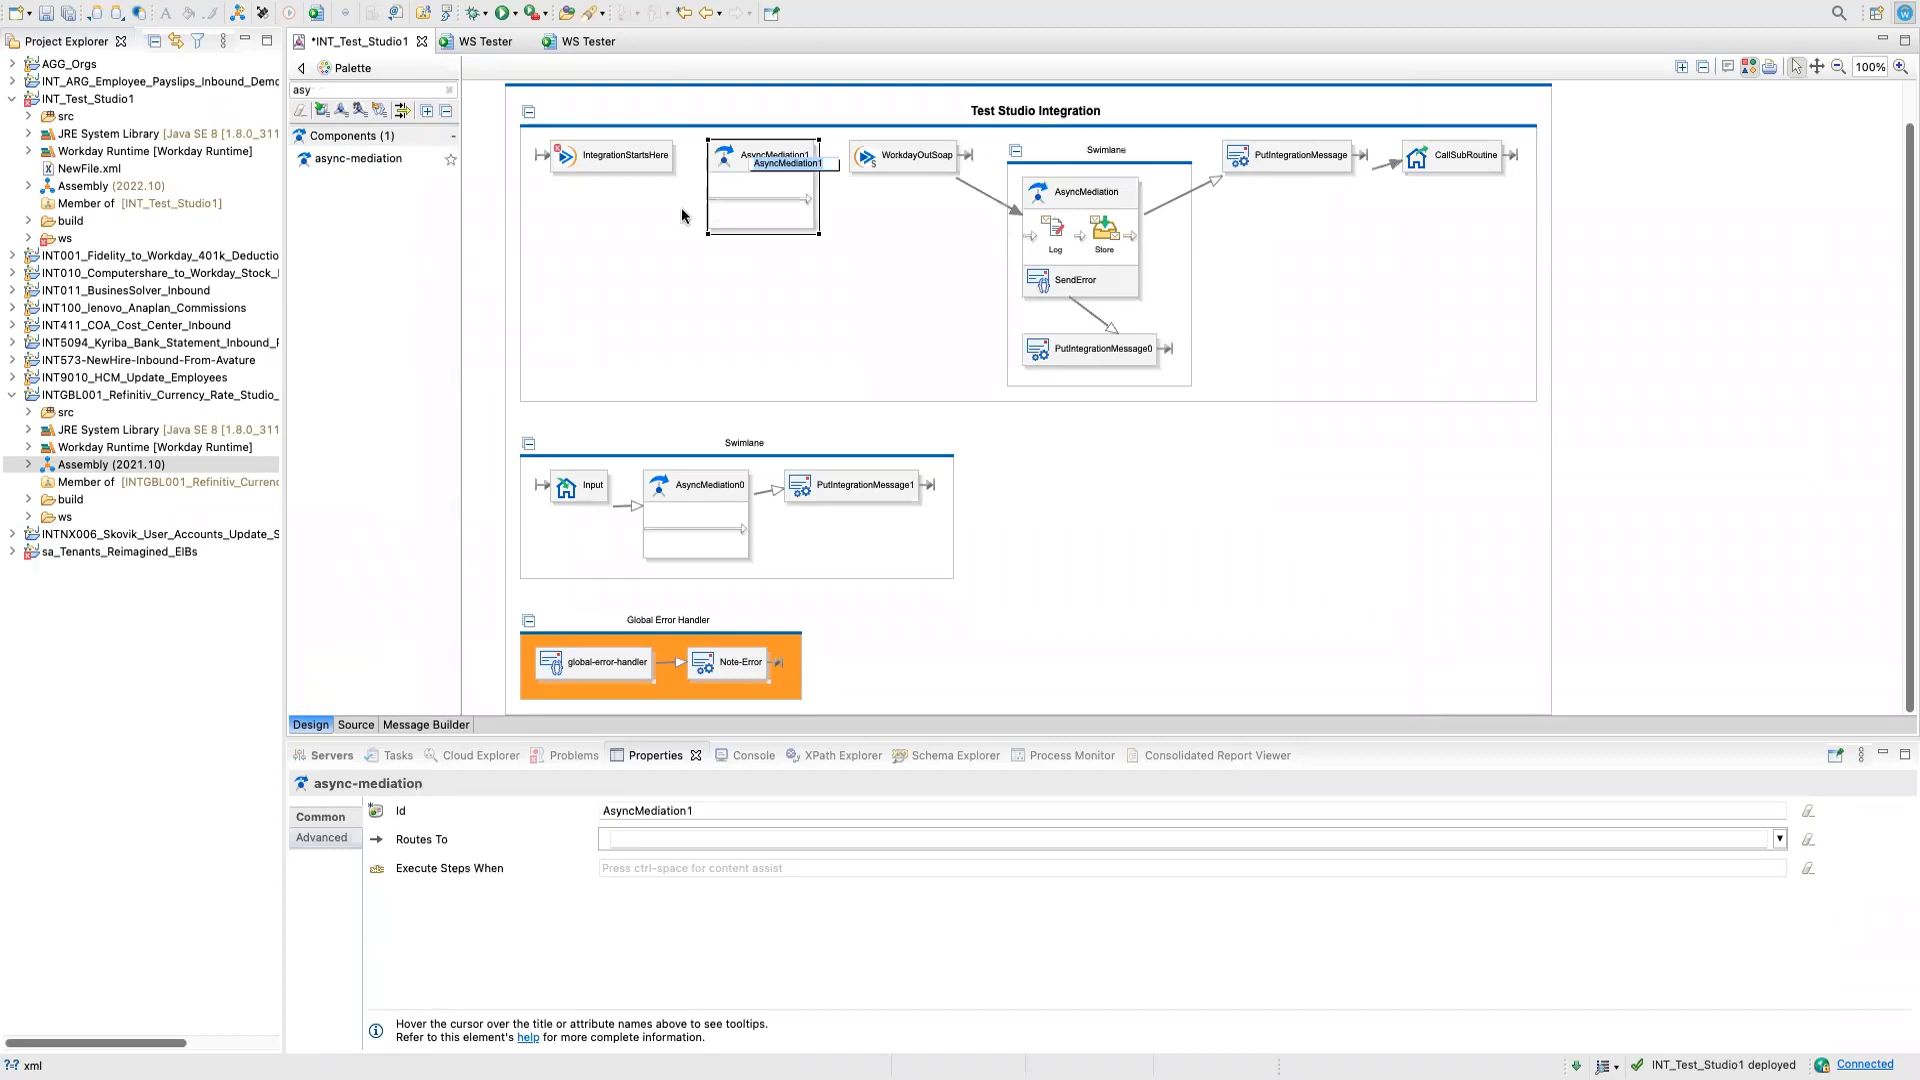 Project Explorer
*INT_Test_Studio1
WS Tester
WS Tester
AGG_Orgs
INT_ARG_Employee_Payslips_Inbound_Demo
INT_Test_Studio1
src
JRE System Library [Java SE 8 [1.8.0_311
Workday Runtime [Workday Runtime]
NewFile.xml
Assembly (2022.10)
Member of [INT_Test_Studio1]
build
ws
INT001_Fidelity_to_Workday_401k_Deductio
INT010_Computershare_to_Workday_Stock_
INT011_BusinesSolver_Inbound
INT100_lenovo_Anaplan_Commissions
INT411_COA_Cost_Center_Inbound
INT5094_Kyriba_Bank_Statement_Inbound_
INT573-NewHire-Inbound-From-Avature
INT9010_HCM_Update_Employees
INTGBL001_Refinitiv_Currency_Rate_Studio_
src
JRE System Library [Java SE 8 [1.8.0_311
Workday Runtime [Workday Runtime]
Assembly (2021.10)
Member of [INTGBL001_Refinitiv_Currenc
build
ws
INTNX006_Skovik_User_Accounts_Update_S
sa_Tenants_Reimagined_EIBs
Palette
asy
Components (1)
async-mediation
100%
Test Studio Integration
IntegrationStartsHere
AsyncMediation1
AsyncMediation1
WorkdayOutSoap
Swimlane
AsyncMediation
Log
Store
SendError
PutIntegrationMessage0
PutIntegrationMessage
CallSubRoutine
Swimlane
Input
AsyncMediation0
PutIntegrationMessage1
Global Error Handler
global-error-handler
Note-Error
Design
Source
Message Builder
Servers
Tasks
Cloud Explorer
Problems
Properties
Console
XPath Explorer
Schema Explorer
Process Monitor
Consolidated Report Viewer
async-mediation
Common
Advanced
Id
AsyncMediation1
Routes To
Execute Steps When
Press ctrl-space for content assist
Hover the cursor over the title or attribute names above to see tooltips.
Refer to this element's help for more complete information.
xml
INT_Test_Studio1 deployed
Connected